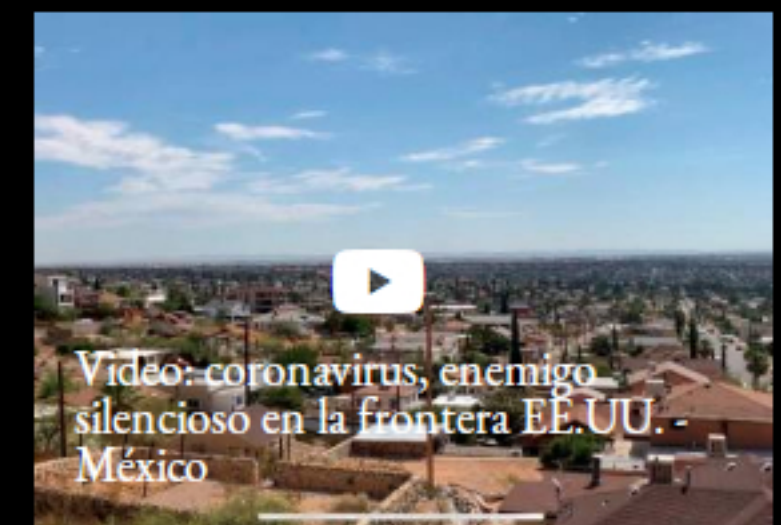 Video: coronavirus, enemigo
silencioso en la frontera EE.UU. -
México